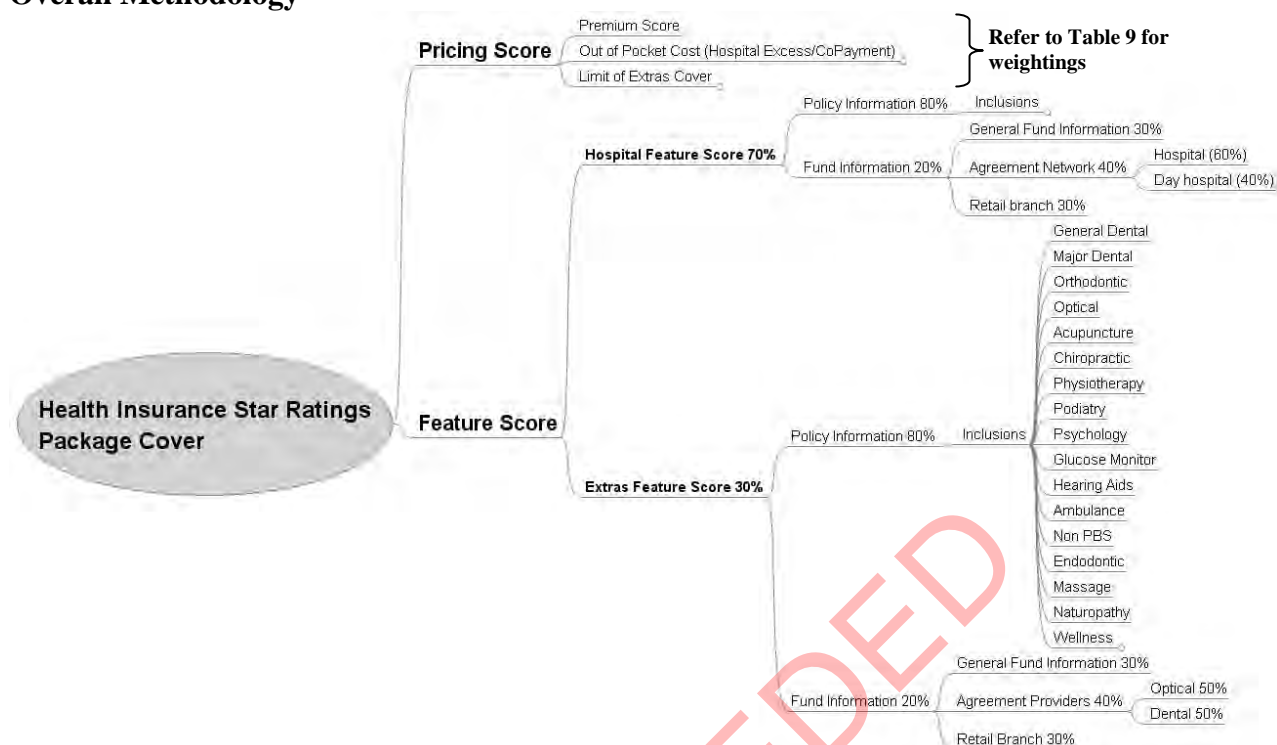 Overall Methodology
Premium Score
Pricing Score
Out of Pocket Cost (Hospital Excess/CoPayment)
Limit of Extras Cover
Refer to Table 9 for
weightings
Policy Information 80%
Inclusions
General Fund Information 30%
Hospital Feature Score 70%
Fund Information 20%
Agreement Network 40%
Hospital (60%)
Day hospital (40%)
Retail branch 30%
Health Insurance Star Ratings
Package Cover
Feature Score
General Dental
Major Dental
Orthodontic
Optical
Acupuncture
Chiropractic
Physiotherapy
Podiatry
Policy Information 80%
Inclusions
Psychology
Glucose Monitor
Extras Feature Score 30%
Hearing Aids
Ambulance
Non PBS
Endodontic
Massage
Naturopathy
Wellness
General Fund Information 30%
Fund Information 20%
Agreement Providers 40%
Optical 50%
Dental 50%
Retail Branch 30%
DED